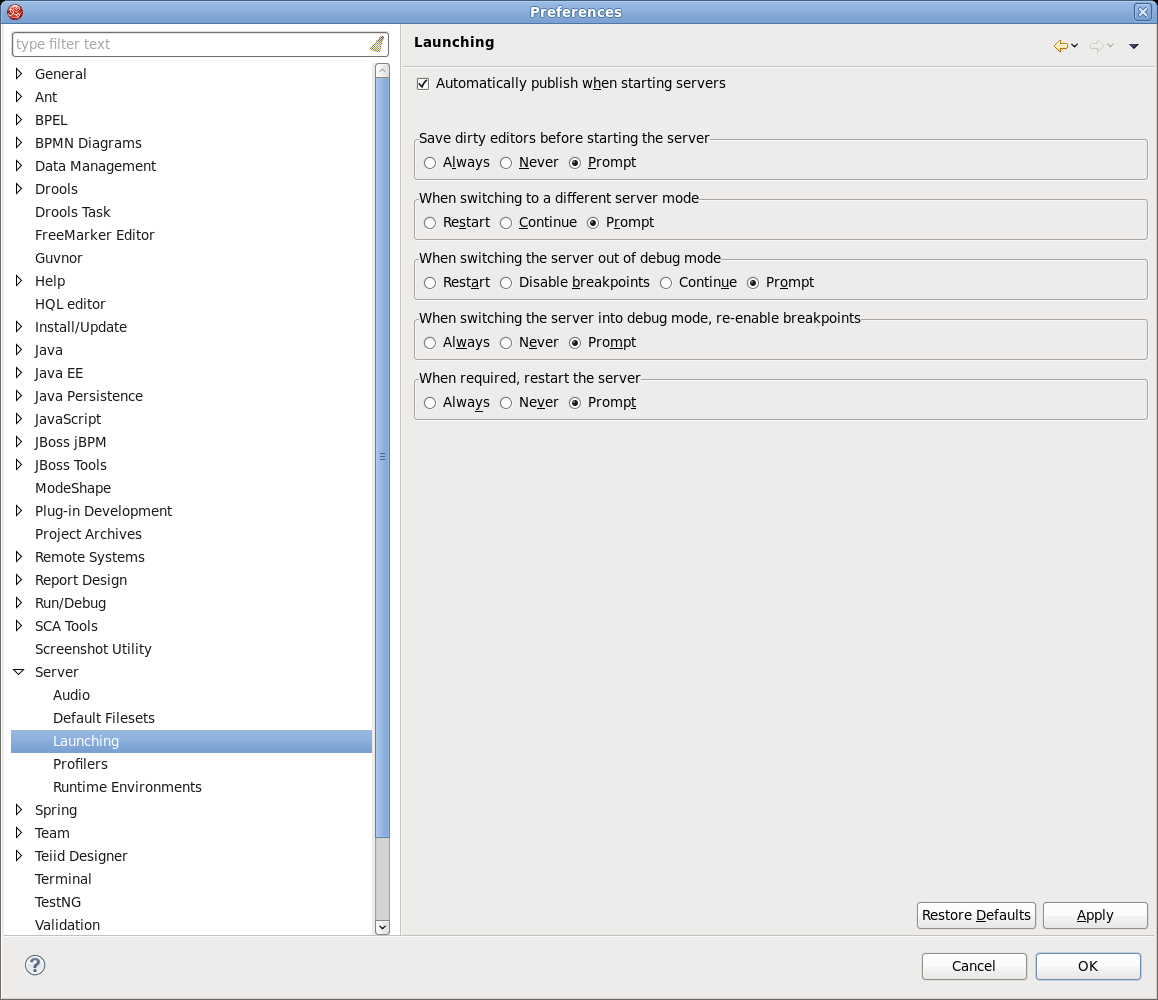 Preferences
type filter text
General
Ant
BPEL
BPMN Diagrams
Data Management
Drools
Drools Task
FreeMarker Editor
Guvnor
Help
HQL editor
Install/Update
Java
Java EE
Java Persistence
JavaScript
JBoss jBPM
JBoss Tools
ModeShape
Plug-in Development
Project Archives
Remote Systems
Report Design
Run/Debug
SCA Tools
Screenshot Utility
Server
Audio
Default Filesets
Launching
Profilers
Runtime Environments
Spring
Team
Teiid Designer
Terminal
TestNG
Validation
Launching
Automatically publish when starting servers
Save dirty editors before starting the server
Always Never Prompt
When switching to a different server mode
Restart Continue Prompt
When switching the server out of debug mode
Restart Disable breakpoints Continue Prompt
When switching the server into debug mode, re-enable breakpoints
Always Never Prompt
When required, restart the server
Always Never Prompt
Restore Defaults Apply
? Cancel OK